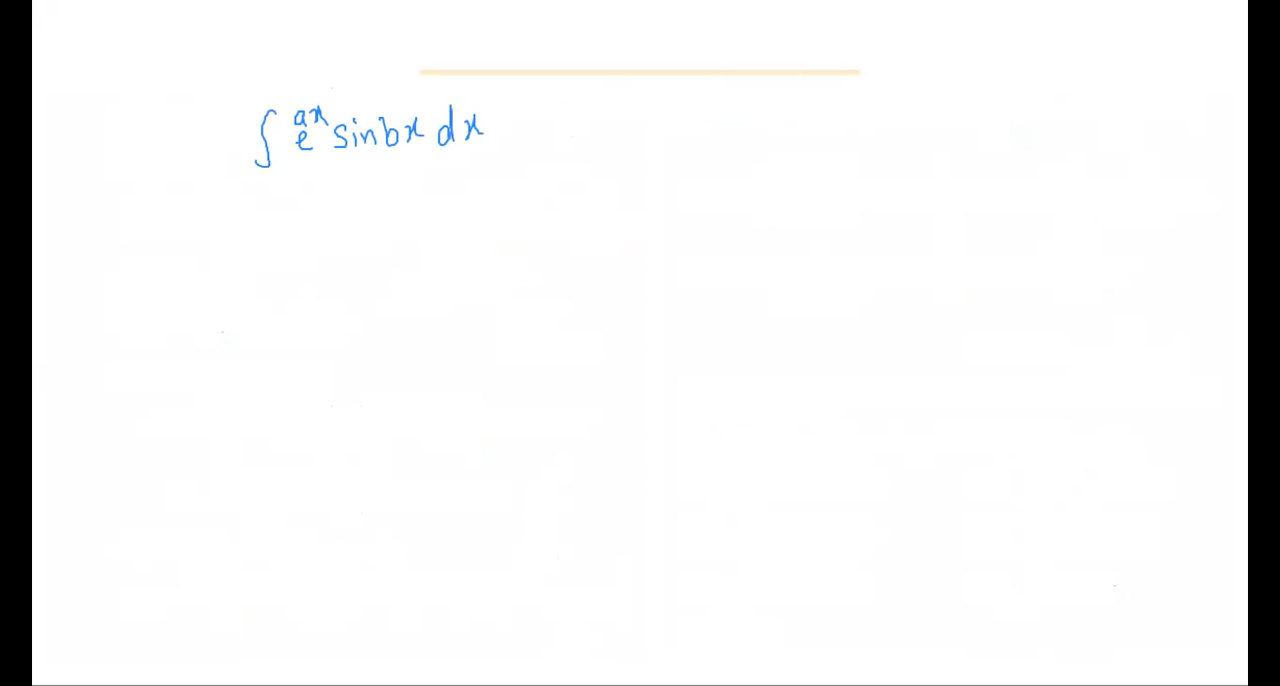 ∫ e^{ax} sin bx dx